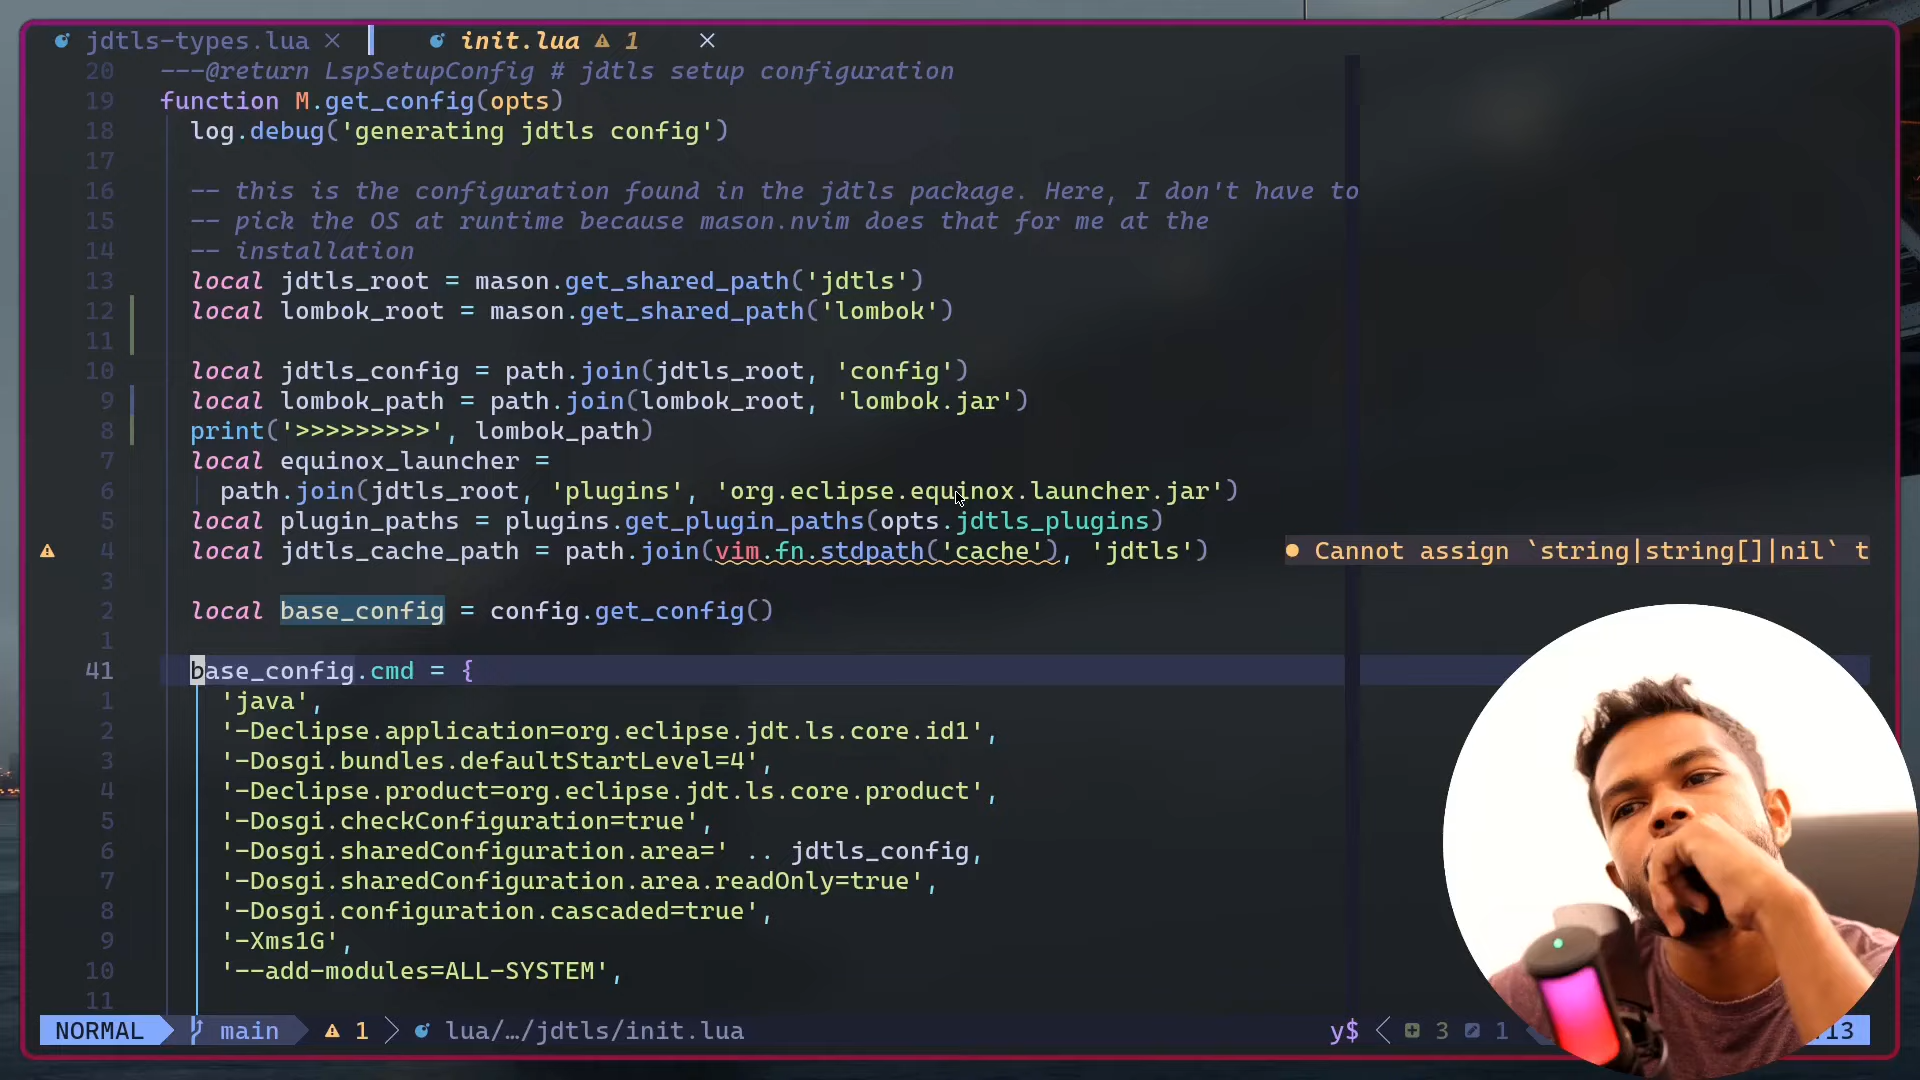 jdtls-types.lua × init.lua 1 ×
20 ---@return LspSetupConfig # jdtls setup configuration
19 function M.get_config(opts)
18 log.debug('generating jdtls config')
17
16 -- this is the configuration found in the jdtls package. Here, I don't have to
15 -- pick the OS at runtime because mason.nvim does that for me at the
14 -- installation
13 local jdtls_root = mason.get_shared_path('jdtls')
12 local lombok_root = mason.get_shared_path('lombok')
11
10 local jdtls_config = path.join(jdtls_root, 'config')
9 local lombok_path = path.join(lombok_root, 'lombok.jar')
8 print('>>>>>>>>>', lombok_path)
7 local equinox_launcher =
6 path.join(jdtls_root, 'plugins', 'org.eclipse.equinox.launcher.jar')
5 local plugin_paths = plugins.get_plugin_paths(opts.jdtls_plugins)
4 local jdtls_cache_path = path.join(vim.fn.stdpath('cache'), 'jdtls') ● Cannot assign `string|string[]|nil` t
3
2 local base_config = config.get_config()
1
41 base_config.cmd = {
1 'java',
2 '-Declipse.application=org.eclipse.jdt.ls.core.id1',
3 '-Dosgi.bundles.defaultStartLevel=4',
4 '-Declipse.product=org.eclipse.jdt.ls.core.product',
5 '-Dosgi.checkConfiguration=true',
6 '-Dosgi.sharedConfiguration.area=' .. jdtls_config,
7 '-Dosgi.sharedConfiguration.area.readOnly=true',
8 '-Dosgi.configuration.cascaded=true',
9 '-Xms1G',
10 '--add-modules=ALL-SYSTEM',
11
NORMAL main 1 lua/…/jdtls/init.lua y$ 3 1